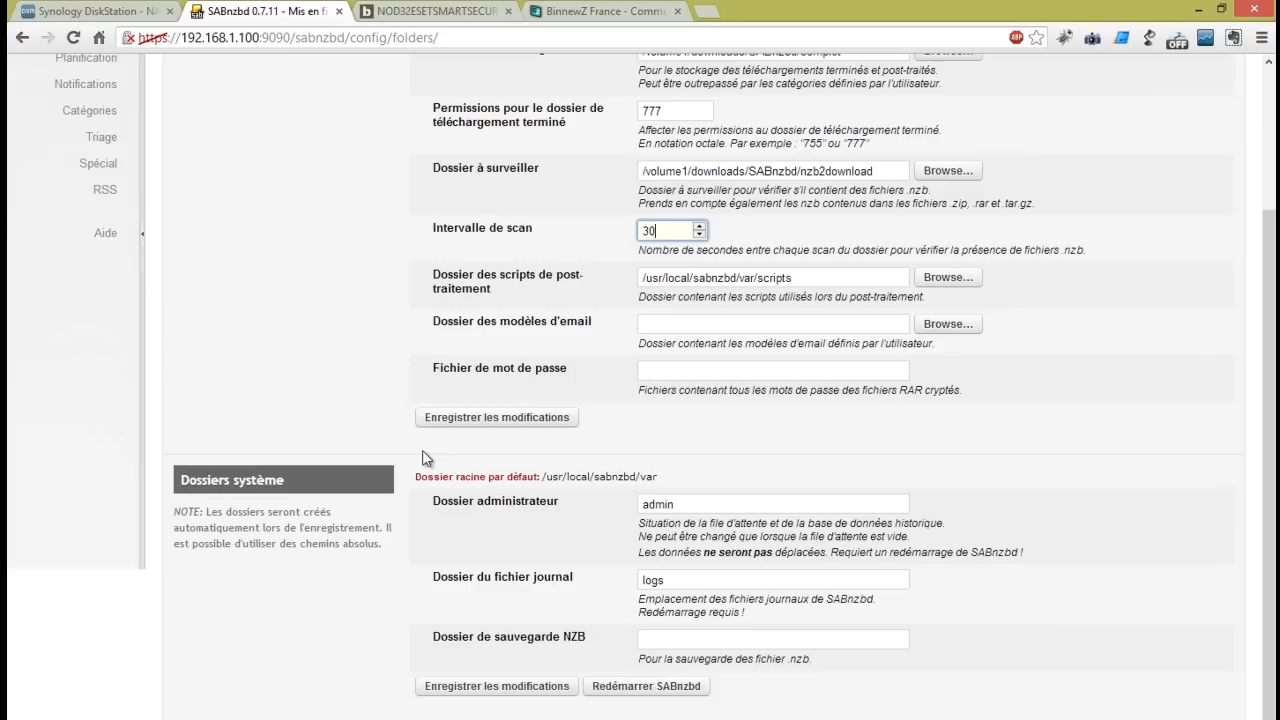 Synology DiskStation - NA
SABnzbd 0.7.11 - Mis en f
NOD32ESETSMARTSECUR
BinnewZ France - Commu
https://192.168.1.100:9090/sabnzbd/config/folders/
ABP
OFF
Planification
Notifications
Catégories
Triage
Spécial
RSS
Aide
Pour le stockage des téléchargements terminés et post-traités.
Peut être outrepassé par les catégories définies par l'utilisateur.
Permissions pour le dossier de
téléchargement terminé
777
Affecter les permissions au dossier de téléchargement terminé.
En notation octale. Par exemple : "755" ou "777"
Dossier à surveiller
/volume1/downloads/SABnzbd/nzb2download
Browse...
Dossier à surveiller pour vérifier s'il contient des fichiers .nzb.
Prends en compte également les nzb contenus dans les fichiers .zip, .rar et .tar.gz.
Intervalle de scan
30
Nombre de secondes entre chaque scan du dossier pour vérifier la présence de fichiers .nzb.
Dossier des scripts de post-
traitement
/usr/local/sabnzbd/var/scripts
Browse...
Dossier contenant les scripts utilisés lors du post-traitement.
Dossier des modèles d'email
Browse...
Dossier contenant les modèles d'email définis par l'utilisateur.
Fichier de mot de passe
Fichiers contenant tous les mots de passe des fichiers RAR cryptés.
Enregistrer les modifications
Dossiers système
NOTE: Les dossiers seront créés
automatiquement lors de l'enregistrement. Il
est possible d'utiliser des chemins absolus.
Dossier racine par défaut: /usr/local/sabnzbd/var
Dossier administrateur
admin
Situation de la file d'attente et de la base de données historique.
Ne peut être changé que lorsque la file d'attente est vide.
Les données ne seront pas déplacées. Requiert un redémarrage de SABnzbd !
Dossier du fichier journal
logs
Emplacement des fichiers journaux de SABnzbd.
Redémarrage requis !
Dossier de sauvegarde NZB
Pour la sauvegarde des fichier .nzb.
Enregistrer les modifications
Redémarrer SABnzbd